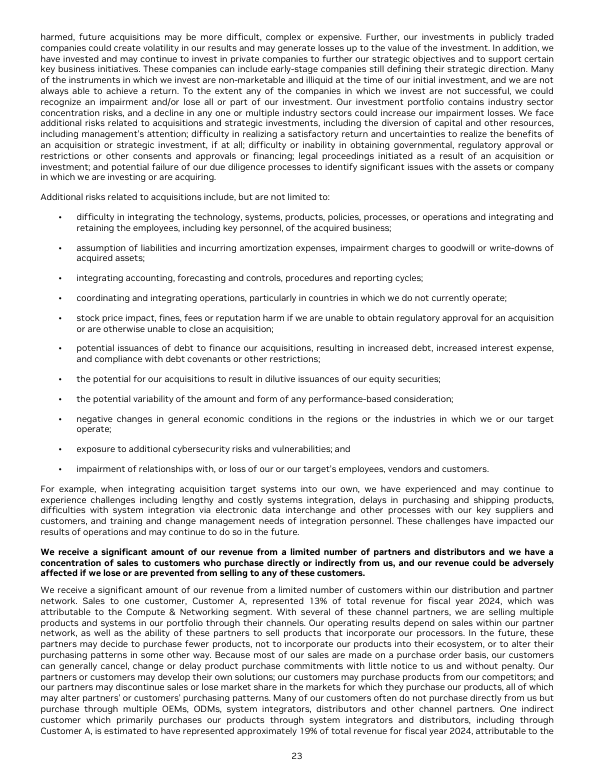 harmed, future acquisitions may be more difficult, complex or expensive. Further, our investments in publicly traded
companies could create volatility in our results and may generate losses up to the value of the investment. In addition, we
have invested and may continue to invest in private companies to further our strategic objectives and to support certain
key business initiatives. These companies can include early-stage companies still defining their strategic direction. Many
of the instruments in which we invest are non-marketable and illiquid at the time of our initial investment, and we are not
always able to achieve a return. To the extent any of the companies in which we invest are not successful, we could
recognize an impairment and/or lose all or part of our investment. Our investment portfolio contains industry sector
concentration risks, and a decline in any one or multiple industry sectors could increase our impairment losses. We face
additional risks related to acquisitions and strategic investments, including the diversion of capital and other resources,
including management's attention; difficulty in realizing a satisfactory return and uncertainties to realize the benefits of
an acquisition or strategic investment, if at all; difficulty or inability in obtaining governmental, regulatory approval or
restrictions or other consents and approvals or financing; legal proceedings initiated as a result of an acquisition or
investment; and potential failure of our due diligence processes to identify significant issues with the assets or company
in which we are investing or are acquiring.
Additional risks related to acquisitions include, but are not limited to:
• difficulty in integrating the technology, systems, products, policies, processes, or operations and integrating and
retaining the employees, including key personnel, of the acquired business;
• assumption of liabilities and incurring amortization expenses, impairment charges to goodwill or write-downs of
acquired assets;
• integrating accounting, forecasting and controls, procedures and reporting cycles;
• coordinating and integrating operations, particularly in countries in which we do not currently operate;
• stock price impact, fines, fees or reputation harm if we are unable to obtain regulatory approval for an acquisition
or are otherwise unable to close an acquisition;
• potential issuances of debt to finance our acquisitions, resulting in increased debt, increased interest expense,
and compliance with debt covenants or other restrictions;
• the potential for our acquisitions to result in dilutive issuances of our equity securities;
• the potential variability of the amount and form of any performance-based consideration;
• negative changes in general economic conditions in the regions or the industries in which we or our target
operate;
• exposure to additional cybersecurity risks and vulnerabilities; and
• impairment of relationships with, or loss of our or our target's employees, vendors and customers.
For example, when integrating acquisition target systems into our own, we have experienced and may continue to
experience challenges including lengthy and costly systems integration, delays in purchasing and shipping products,
difficulties with system integration via electronic data interchange and other processes with our key suppliers and
customers, and training and change management needs of integration personnel. These challenges have impacted our
results of operations and may continue to do so in the future.
We receive a significant amount of our revenue from a limited number of partners and distributors and we have a
concentration of sales to customers who purchase directly or indirectly from us, and our revenue could be adversely
affected if we lose or are prevented from selling to any of these customers.
We receive a significant amount of our revenue from a limited number of customers within our distribution and partner
network. Sales to one customer, Customer A, represented 13% of total revenue for fiscal year 2024, which was
attributable to the Compute & Networking segment. With several of these channel partners, we are selling multiple
products and systems in our portfolio through their channels. Our operating results depend on sales within our partner
network, as well as the ability of these partners to sell products that incorporate our processors. In the future, these
partners may decide to purchase fewer products, not to incorporate our products into their ecosystem, or to alter their
purchasing patterns in some other way. Because most of our sales are made on a purchase order basis, our customers
can generally cancel, change or delay product purchase commitments with little notice to us and without penalty. Our
partners or customers may develop their own solutions; our customers may purchase products from our competitors; and
our partners may discontinue sales or lose market share in the markets for which they purchase our products, all of which
may alter partners' or customers' purchasing patterns. Many of our customers often do not purchase directly from us but
purchase through multiple OEMs, ODMs, system integrators, distributors and other channel partners. One indirect
customer which primarily purchases our products through system integrators and distributors, including through
Customer A, is estimated to have represented approximately 19% of total revenue for fiscal year 2024, attributable to the
23